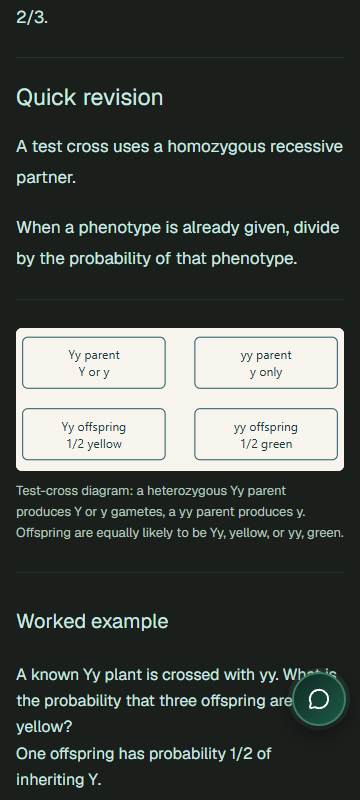 2/3.
Quick revision
A test cross uses a homozygous recessive
partner.
When a phenotype is already given, divide
by the probability of that phenotype.
Yy parent
Y or y
yy parent
y only
Yy offspring
1/2 yellow
yy offspring
1/2 green
Test-cross diagram: a heterozygous Yy parent
produces Y or y gametes, a yy parent produces y.
Offspring are equally likely to be Yy, yellow, or yy, green.
Worked example
A known Yy plant is crossed with yy. What is
the probability that three offspring are
yellow?
One offspring has probability 1/2 of
inheriting Y.